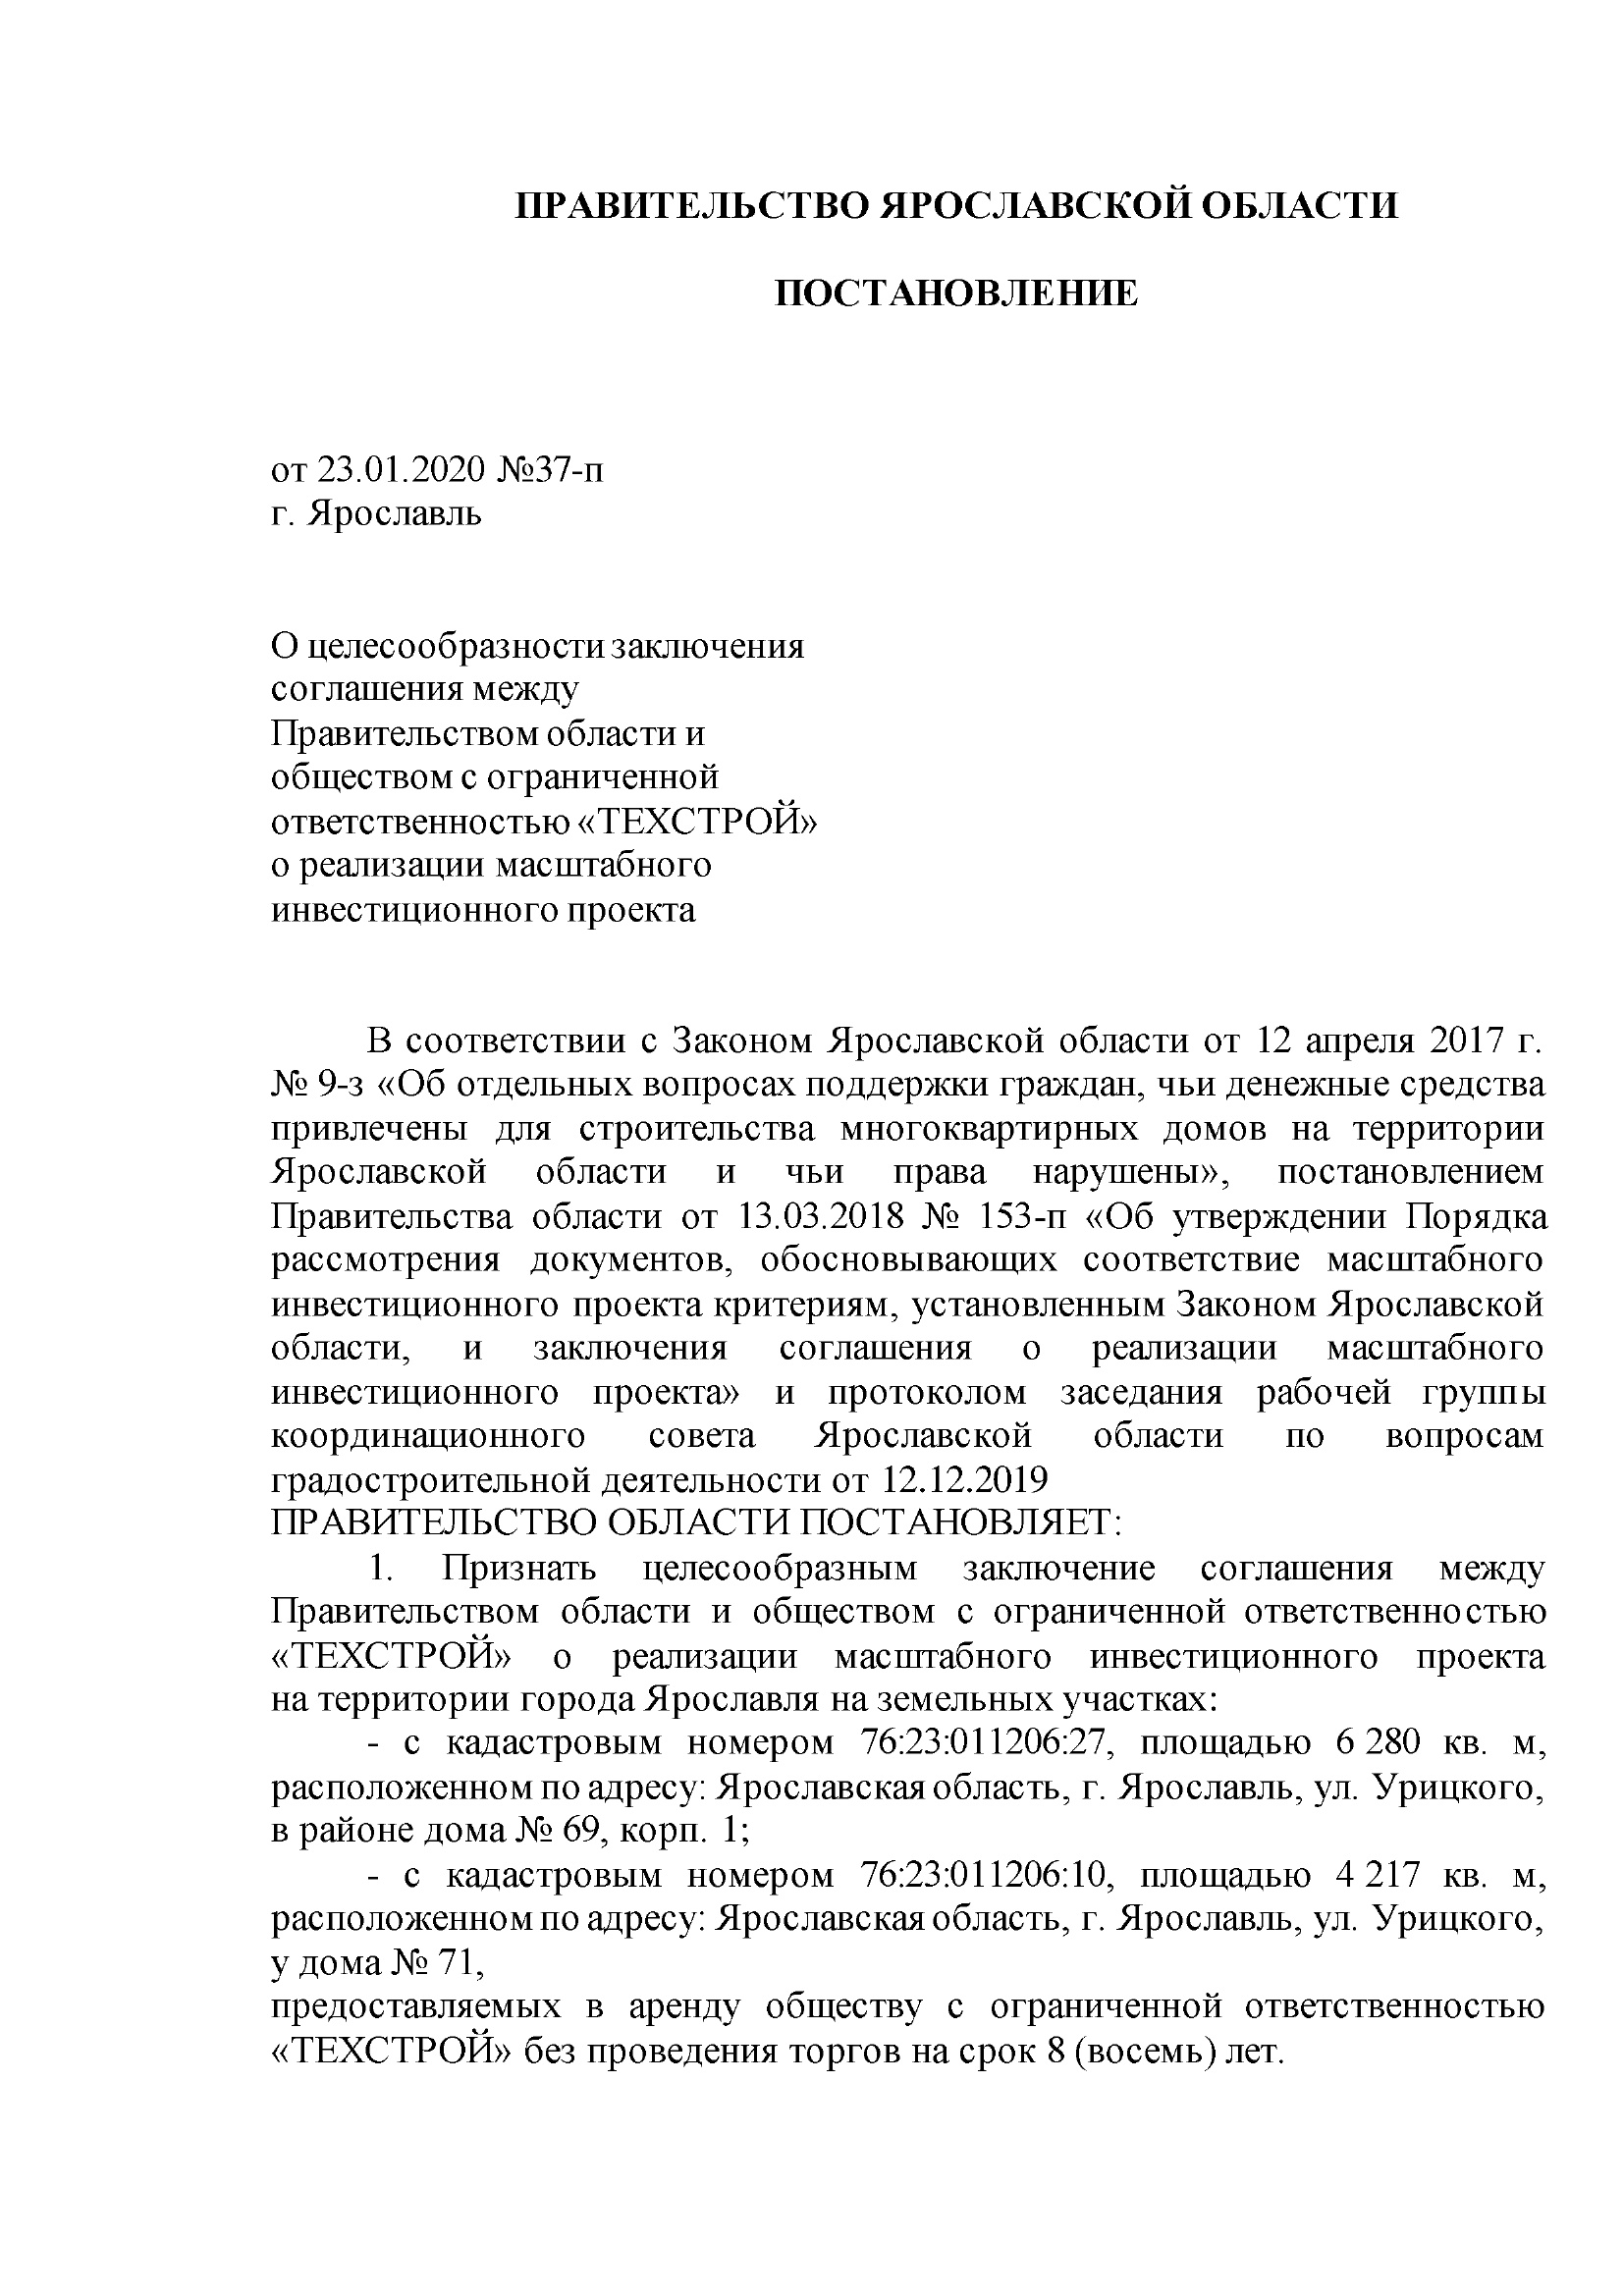 ПРАВИТЕЛЬСТВО ЯРОСЛАВСКОЙ ОБЛАСТИ
ПОСТАНОВЛЕНИЕ
от 23.01.2020 №37-п
г. Ярославль
О целесообразности заключения
соглашения между
Правительством области и
обществом с ограниченной
ответственностью «ТЕХСТРОЙ»
о реализации масштабного
инвестиционного проекта
В соответствии с Законом Ярославской области от 12 апреля 2017 г.
№ 9-з «Об отдельных вопросах поддержки граждан, чьи денежные средства
привлечены для строительства многоквартирных домов на территории
Ярославской области и чьи права нарушены», постановлением
Правительства области от 13.03.2018 № 153-п «Об утверждении Порядка
рассмотрения документов, обосновывающих соответствие масштабного
инвестиционного проекта критериям, установленным Законом Ярославской
области, и заключения соглашения о реализации масштабного
инвестиционного проекта» и протоколом заседания рабочей группы
координационного совета Ярославской области по вопросам
градостроительной деятельности от 12.12.2019
ПРАВИТЕЛЬСТВО ОБЛАСТИ ПОСТАНОВЛЯЕТ:
1. Признать целесообразным заключение соглашения между
Правительством области и обществом с ограниченной ответственностью
«ТЕХСТРОЙ» о реализации масштабного инвестиционного проекта
на территории города Ярославля на земельных участках:
- с кадастровым номером 76:23:011206:27, площадью 6 280 кв. м,
расположенном по адресу: Ярославская область, г. Ярославль, ул. Урицкого,
в районе дома № 69, корп. 1;
- с кадастровым номером 76:23:011206:10, площадью 4 217 кв. м,
расположенном по адресу: Ярославская область, г. Ярославль, ул. Урицкого,
у дома № 71,
предоставляемых в аренду обществу с ограниченной ответственностью
«ТЕХСТРОЙ» без проведения торгов на срок 8 (восемь) лет.